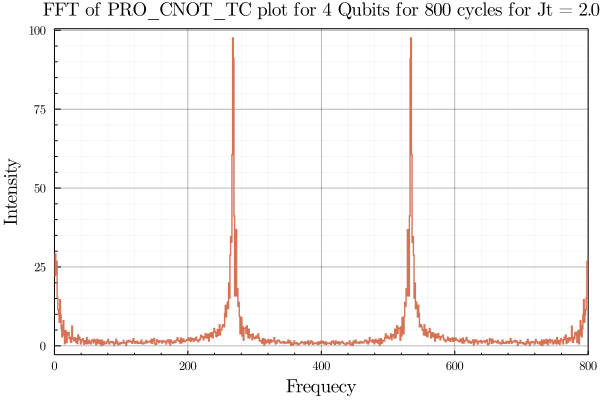 FFT of PRO_CNOT_TC plot for 4 Qubits for 800 cycles for Jt = 2.0
100
75
50
25
0
Intensity
0 200 400 600 800
Frequecy